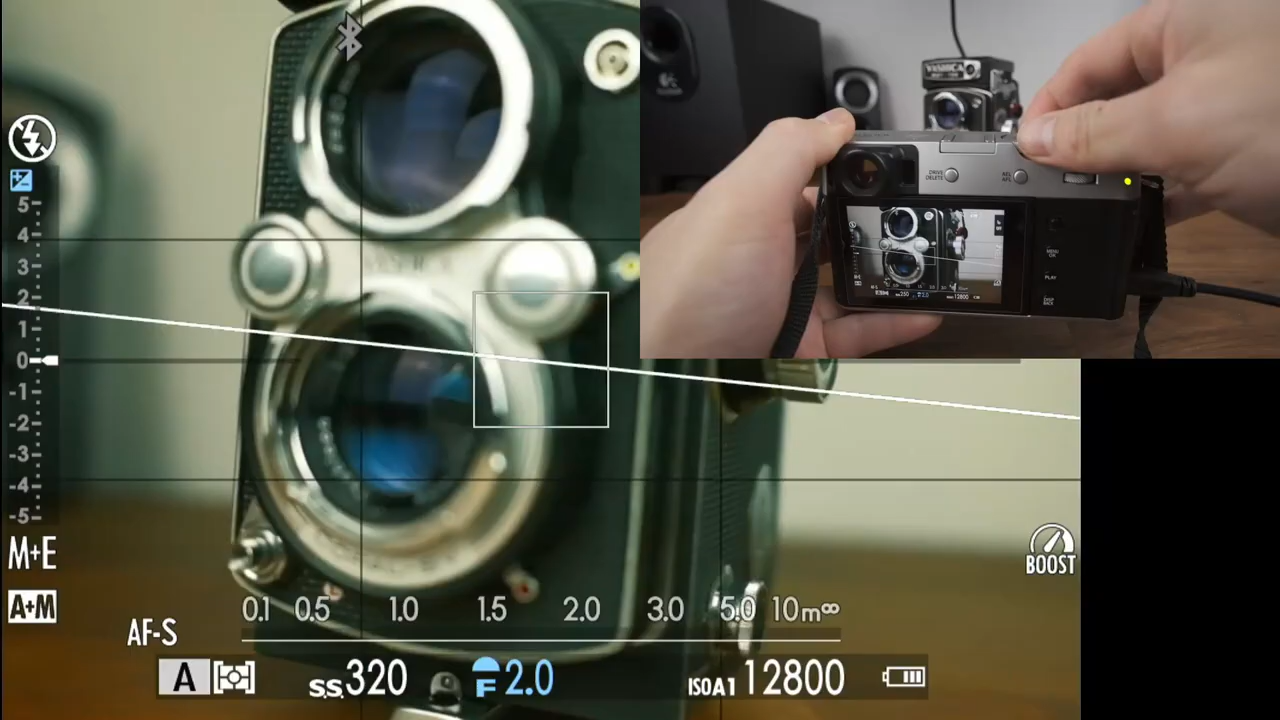 5
4
3
2
1
0
-1
-2
-3
-4
-5
M+E
A+M
AF-S
0.1 0.5 1.0 1.5 2.0 3.0 5.0 10m∞
A
S.S. 320
F 2.0
ISO A1 12800
BOOST
YASHICA
DRIVE
DELETE
AEL
AFL
MENU
OK
PLAY
DISP
BACK